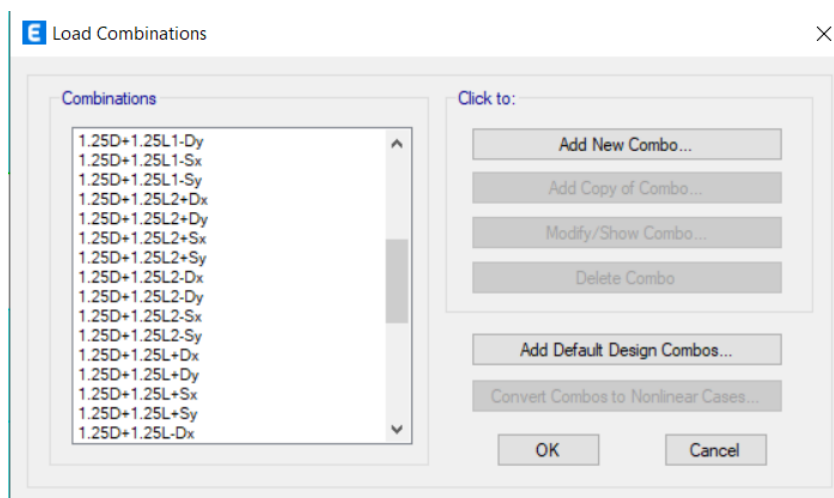 E Load Combinations
Combinations
1.25D+1.25L1-Dy
1.25D+1.25L1-Sx
1.25D+1.25L1-Sy
1.25D+1.25L2+Dx
1.25D+1.25L2+Dy
1.25D+1.25L2+Sx
1.25D+1.25L2+Sy
1.25D+1.25L2-Dx
1.25D+1.25L2-Dy
1.25D+1.25L2-Sx
1.25D+1.25L2-Sy
1.25D+1.25L+Dx
1.25D+1.25L+Dy
1.25D+1.25L+Sx
1.25D+1.25L+Sy
1.25D+1.25L-Dx
Click to:
Add New Combo...
Add Copy of Combo...
Modify/Show Combo...
Delete Combo
Add Default Design Combos...
Convert Combos to Nonlinear Cases...
OK Cancel